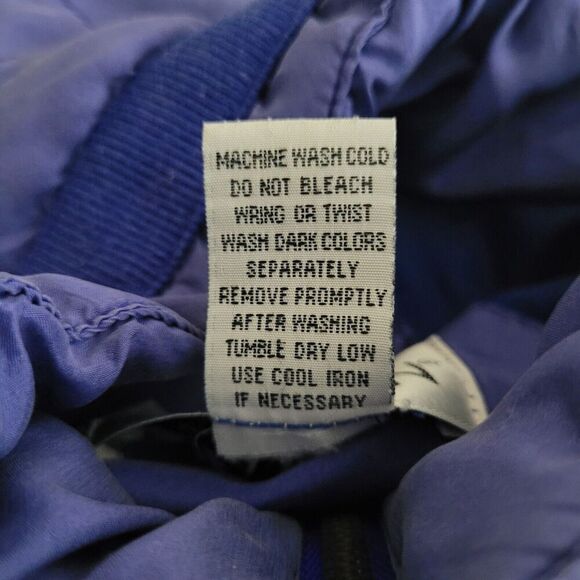 MACHINE WASH COLD
DO NOT BLEACH
WRING OR TWIST
WASH DARK COLORS
SEPARATELY
REMOVE PROMPTLY
AFTER WASHING
TUMBLE DRY LOW
USE COOL IRON
IF NECESSARY